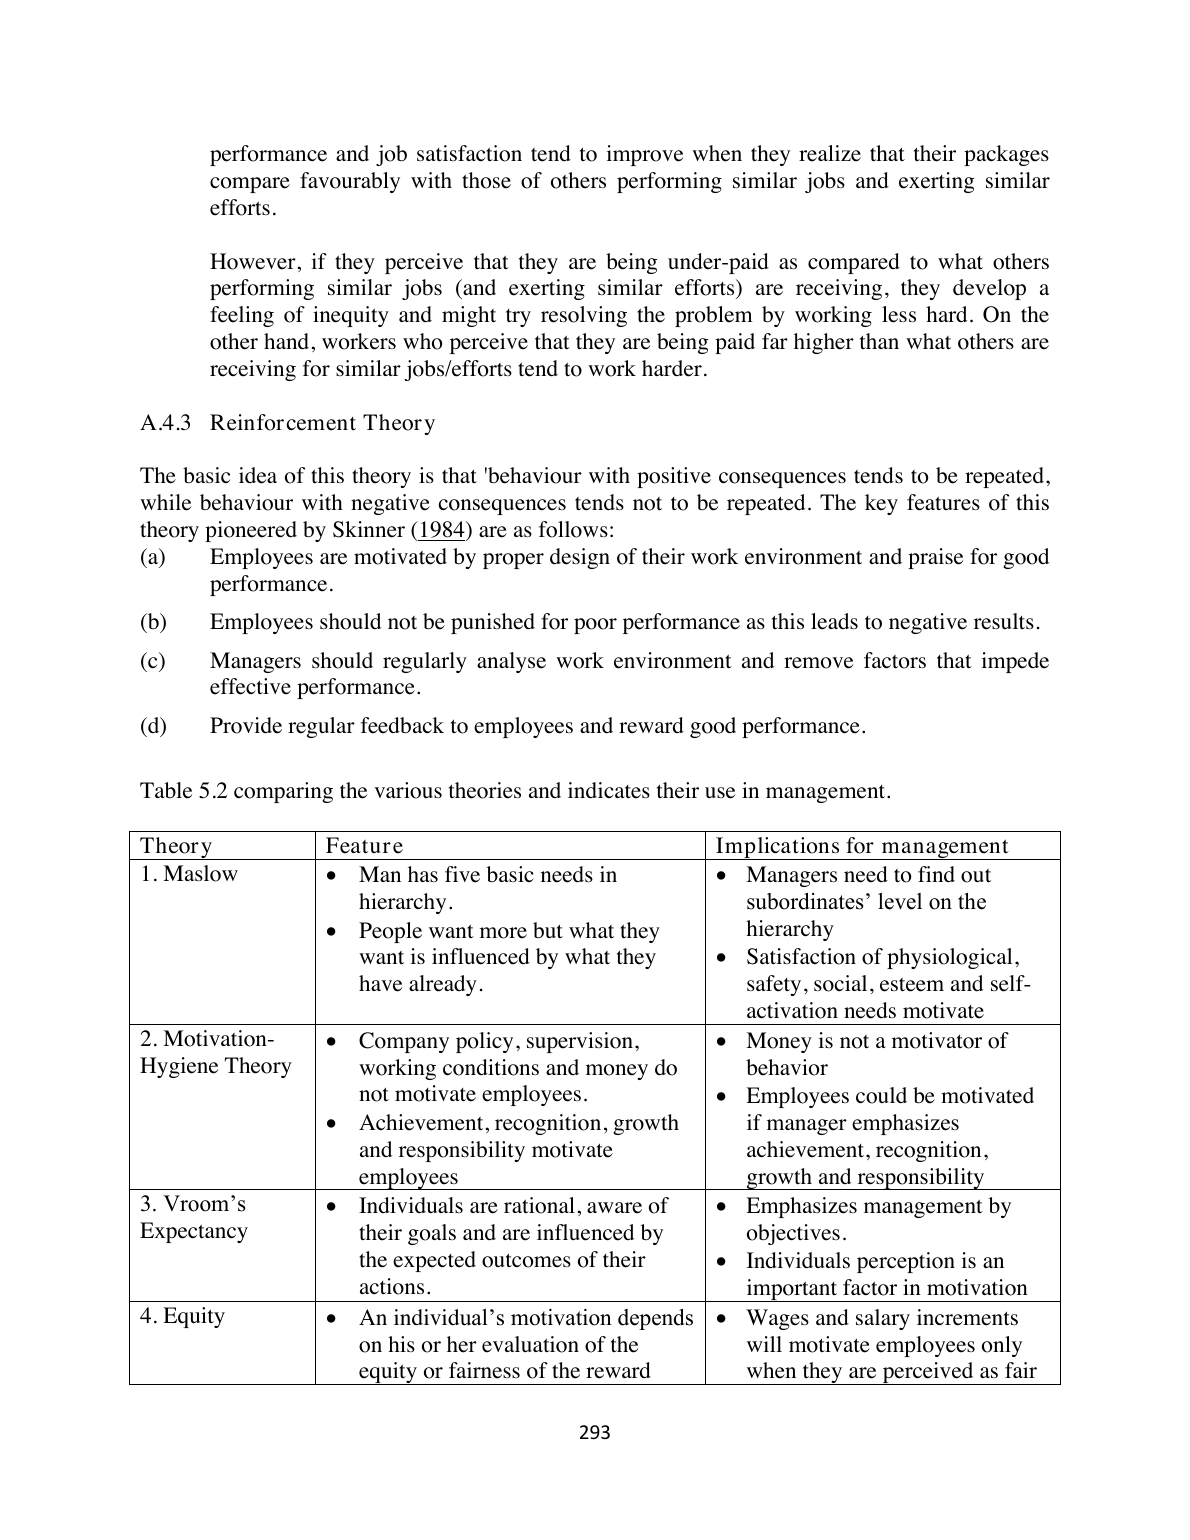 performance and job satisfaction tend to improve when they realize that their packages
compare favourably with those of others performing similar jobs and exerting similar
efforts.
However, if they perceive that they are being under-paid as compared to what others
performing similar jobs (and exerting similar efforts) are receiving, they develop a
feeling of inequity and might try resolving the problem by working less hard. On the
other hand, workers who perceive that they are being paid far higher than what others are
receiving for similar jobs/efforts tend to work harder.
A.4.3 Reinforcement Theory
The basic idea of this theory is that 'behaviour with positive consequences tends to be repeated,
while behaviour with negative consequences tends not to be repeated. The key features of this
theory pioneered by Skinner (1984) are as follows:
(a) Employees are motivated by proper design of their work environment and praise for good
performance.
(b) Employees should not be punished for poor performance as this leads to negative results.
(c) Managers should regularly analyse work environment and remove factors that impede
effective performance.
(d) Provide regular feedback to employees and reward good performance.
Table 5.2 comparing the various theories and indicates their use in management.
Theory
Feature
Implications for management
1. Maslow
• Man has five basic needs in
hierarchy.
• People want more but what they
want is influenced by what they
have already.
• Managers need to find out
subordinates’ level on the
hierarchy
• Satisfaction of physiological,
safety, social, esteem and self-
activation needs motivate
2. Motivation-
Hygiene Theory
• Company policy, supervision,
working conditions and money do
not motivate employees.
• Achievement, recognition, growth
and responsibility motivate
employees
• Money is not a motivator of
behavior
• Employees could be motivated
if manager emphasizes
achievement, recognition,
growth and responsibility
3. Vroom’s
Expectancy
• Individuals are rational, aware of
their goals and are influenced by
the expected outcomes of their
actions.
• Emphasizes management by
objectives.
• Individuals perception is an
important factor in motivation
4. Equity
• An individual’s motivation depends
on his or her evaluation of the
equity or fairness of the reward
• Wages and salary increments
will motivate employees only
when they are perceived as fair
293